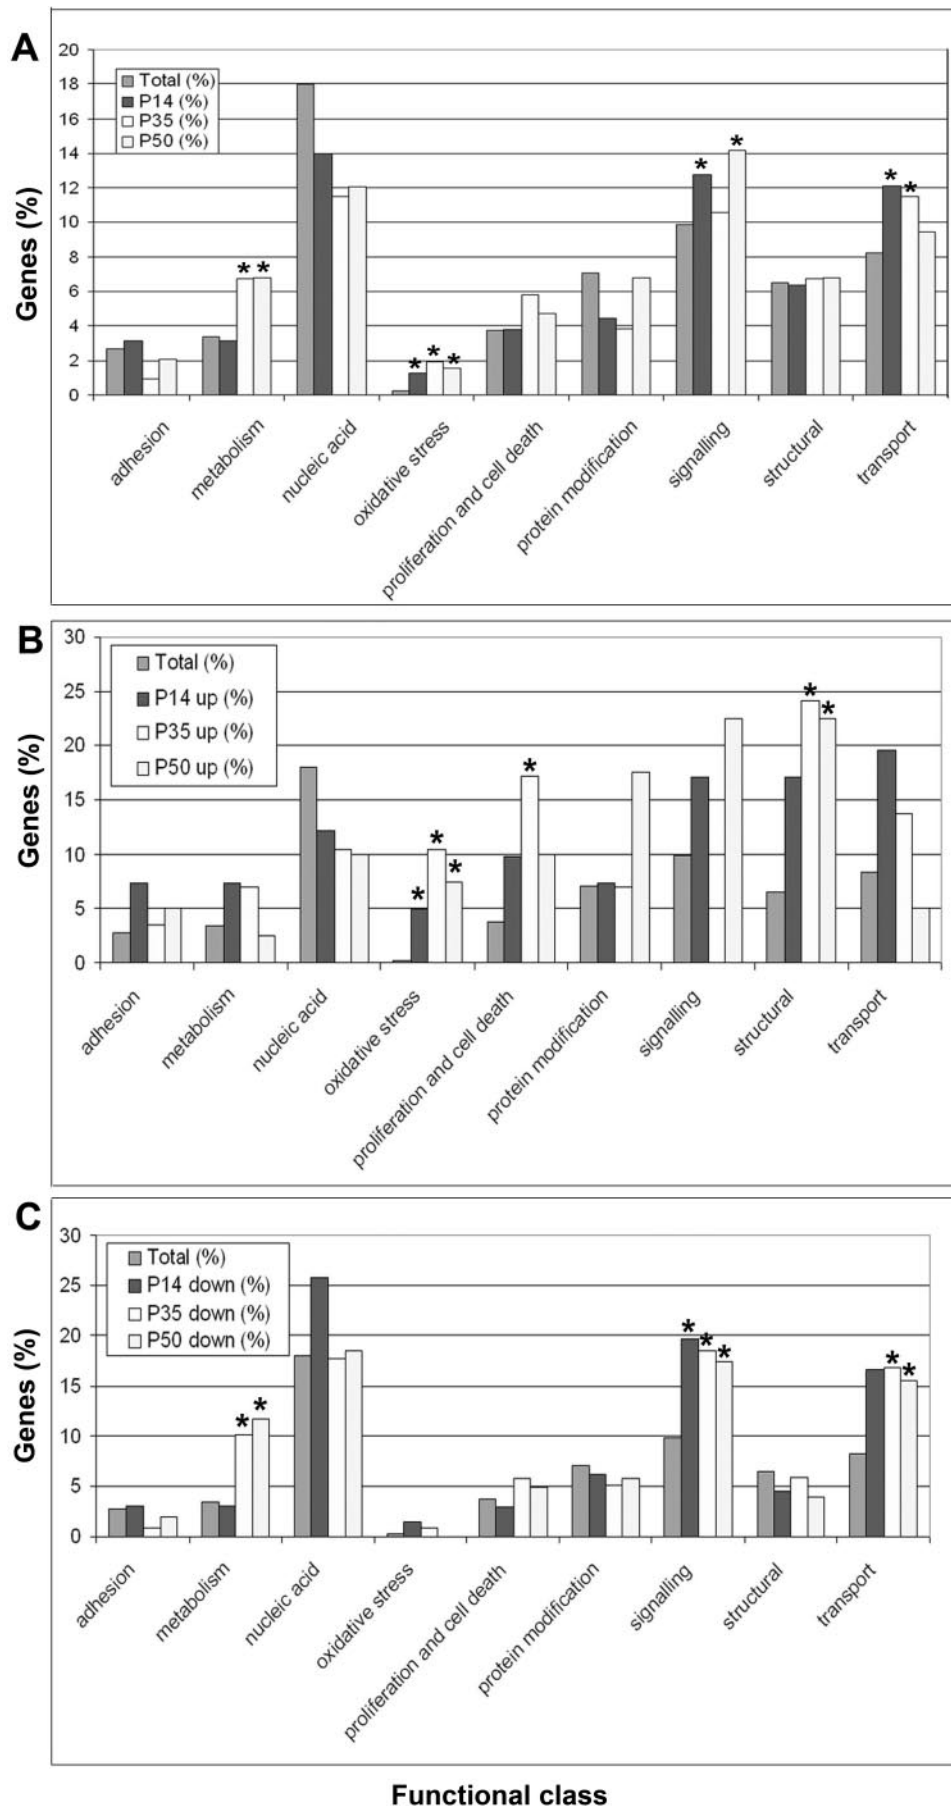 A
20
18
16
14
12
10
8
6
4
2
0
Genes (%)
Total (%)
P14 (%)
P35 (%)
P50 (%)
* * * * * * * * *
adhesion
metabolism
nucleic acid
oxidative stress
proliferation and cell death
protein modification
signalling
structural
transport
B
30
25
20
15
10
5
0
Genes (%)
Total (%)
P14 up (%)
P35 up (%)
P50 up (%)
* * * * * *
adhesion
metabolism
nucleic acid
oxidative stress
proliferation and cell death
protein modification
signalling
structural
transport
C
30
25
20
15
10
5
0
Genes (%)
Total (%)
P14 down (%)
P35 down (%)
P50 down (%)
* * * * * * *
adhesion
metabolism
nucleic acid
oxidative stress
proliferation and cell death
protein modification
signalling
structural
transport
Functional class